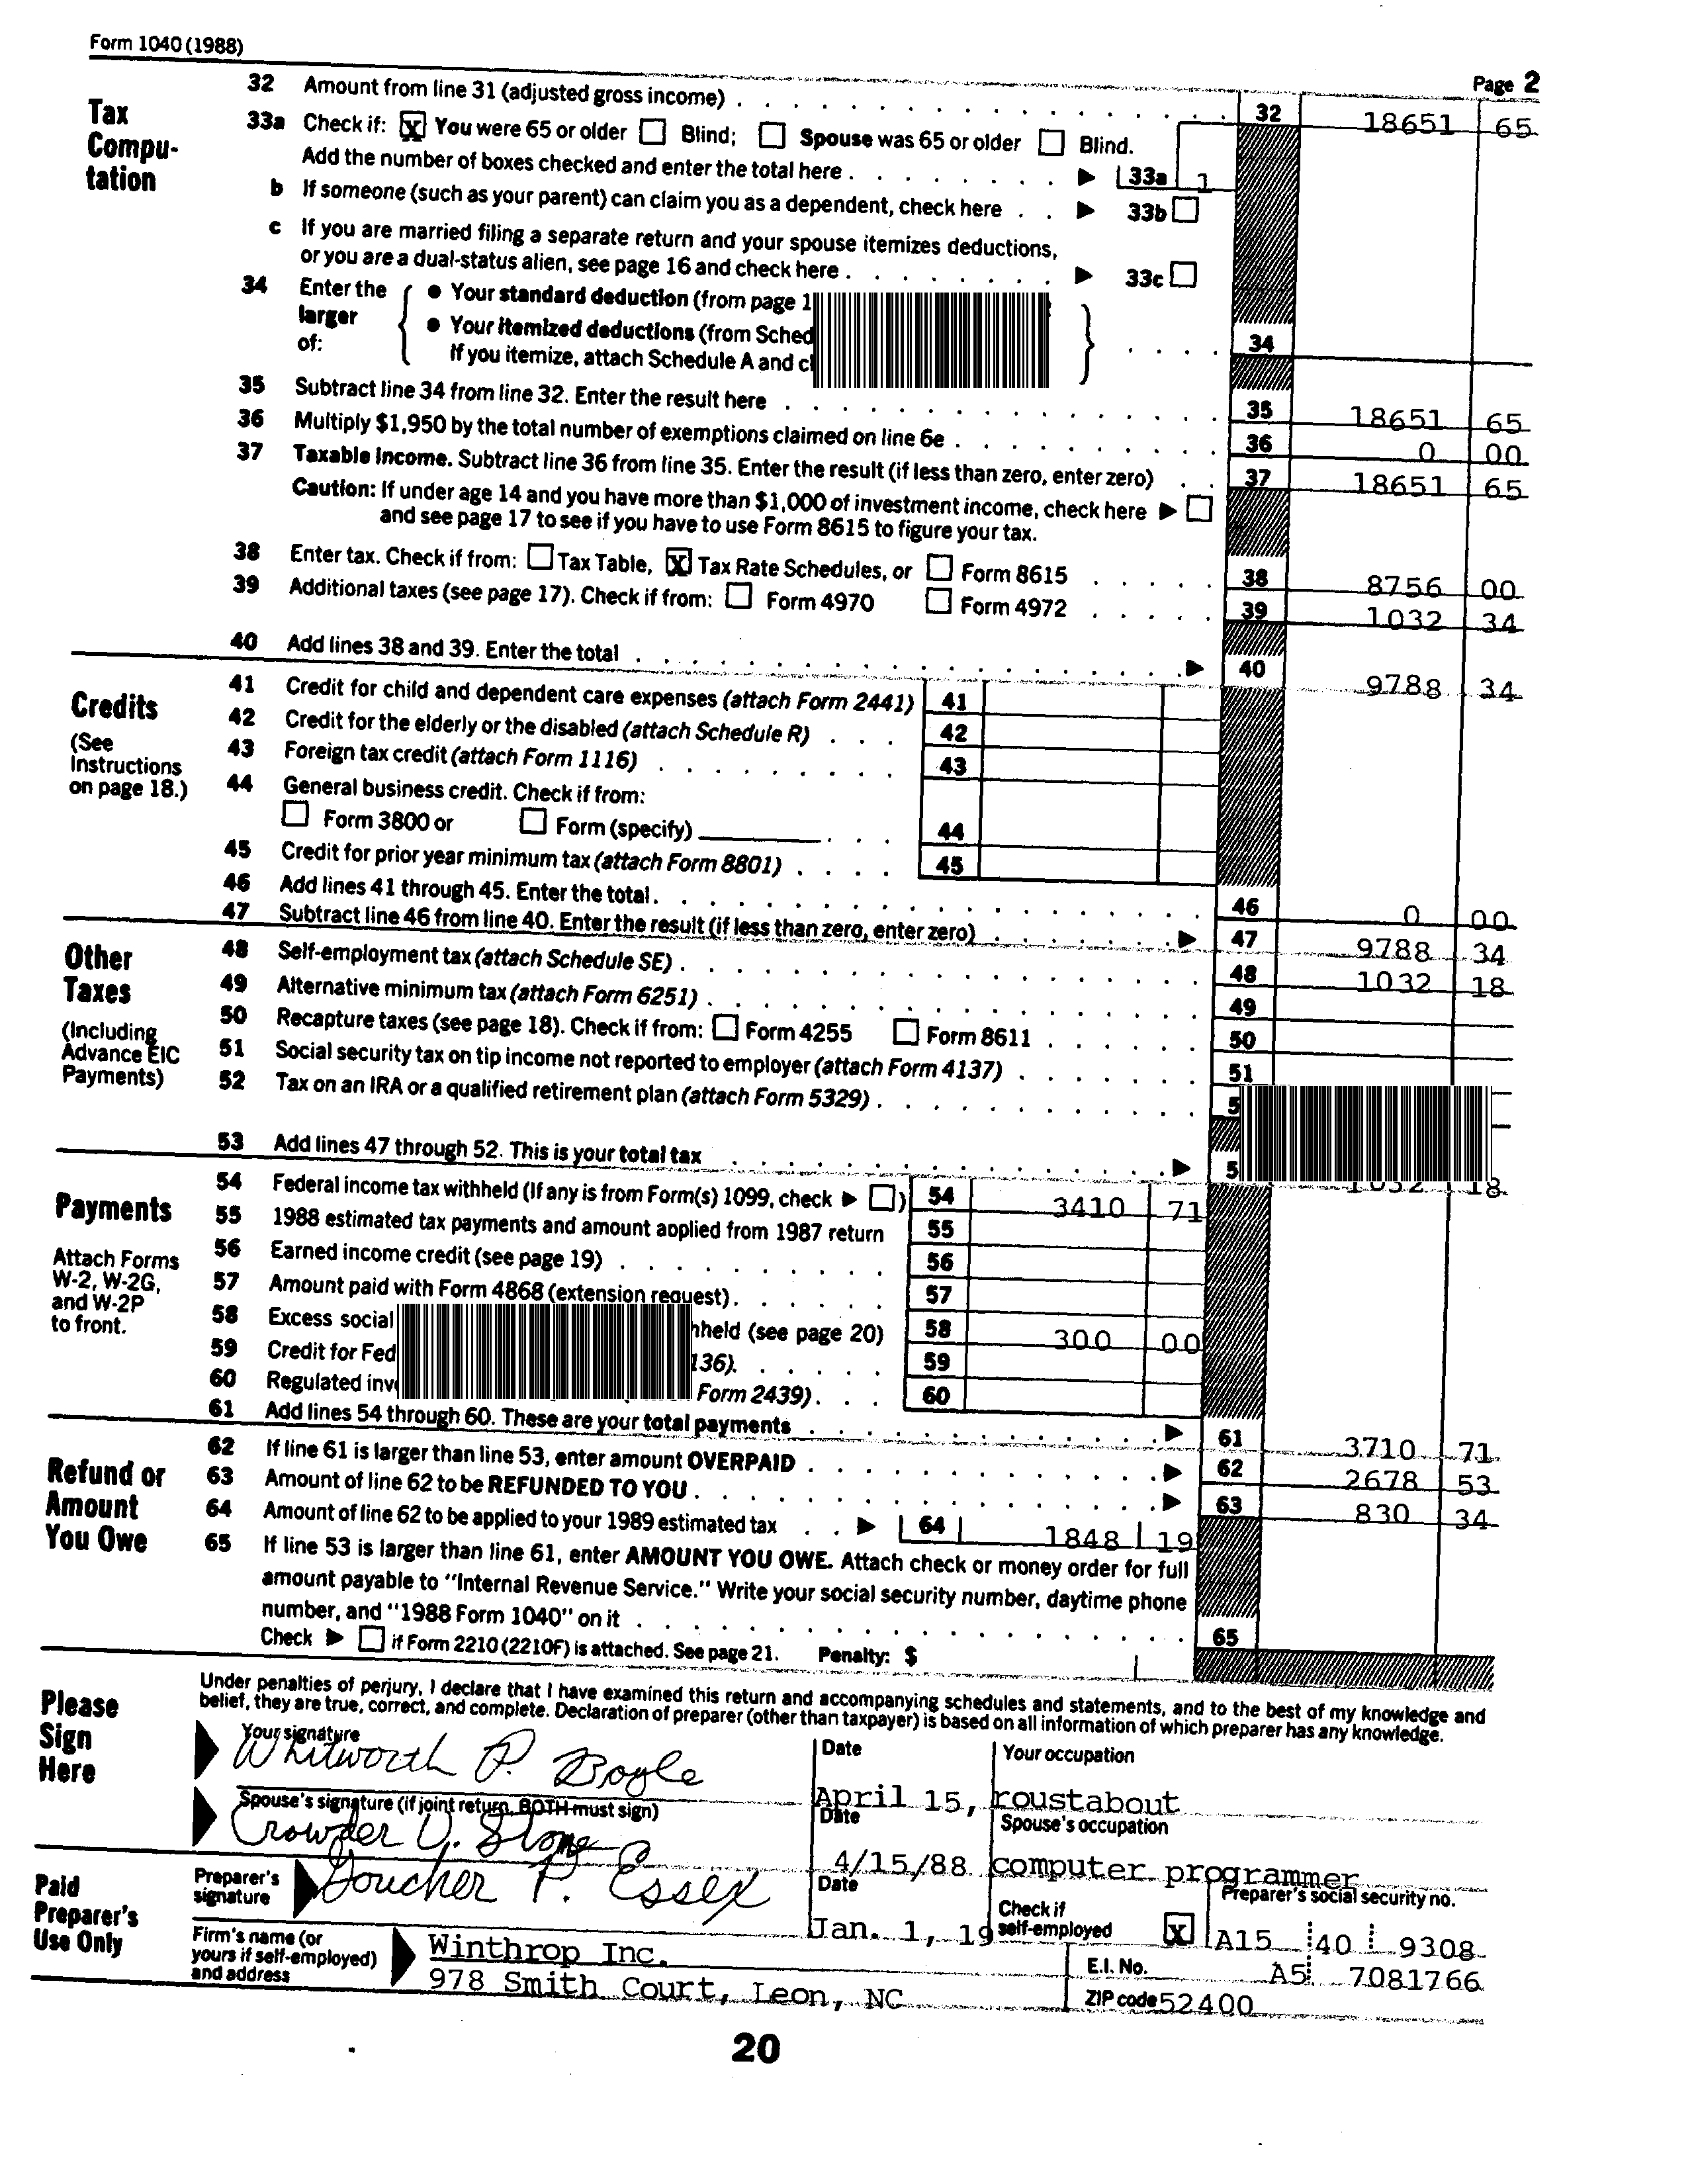 Form 1040 (1988)
Page 2
Tax Compu-tation
32 Amount from line 31 (adjusted gross income) . . . 32 18651 65
33a Check if: [X] You were 65 or older [ ] Blind; [ ] Spouse was 65 or older [ ] Blind.
Add the number of boxes checked and enter the total here . . . ▶ 33a 1
b If someone (such as your parent) can claim you as a dependent, check here . . ▶ 33b [ ]
c If you are married filing a separate return and your spouse itemizes deductions,
or you are a dual-status alien, see page 16 and check here . . . ▶ 33c [ ]
34 Enter the larger of:
• Your standard deduction (from page 1
• Your itemized deductions (from Sched
If you itemize, attach Schedule A and
34
35 Subtract line 34 from line 32. Enter the result here . . . 35 18651 65
36 Multiply $1,950 by the total number of exemptions claimed on line 6e . . . 36 0 00
37 Taxable income. Subtract line 36 from line 35. Enter the result (if less than zero, enter zero) . . 37 18651 65
Caution: If under age 14 and you have more than $1,000 of investment income, check here ▶ [ ]
and see page 17 to see if you have to use Form 8615 to figure your tax.
38 Enter tax. Check if from: [ ] Tax Table, [X] Tax Rate Schedules, or [ ] Form 8615 . . . 38 8756 00
39 Additional taxes (see page 17). Check if from: [ ] Form 4970 [ ] Form 4972 . . . 39 1032 34
40 Add lines 38 and 39. Enter the total . . . ▶ 40 9788 34
Credits
(See Instructions on page 18.)
41 Credit for child and dependent care expenses (attach Form 2441) 41
42 Credit for the elderly or the disabled (attach Schedule R) . . . 42
43 Foreign tax credit (attach Form 1116) . . . 43
44 General business credit. Check if from:
[ ] Form 3800 or [ ] Form (specify) ______ . . . 44
45 Credit for prior year minimum tax (attach Form 8801) . . . 45
46 Add lines 41 through 45. Enter the total. . . . 46 0 00
47 Subtract line 46 from line 40. Enter the result (if less than zero, enter zero) . . . ▶ 47 9788 34
Other Taxes
(Including Advance EIC Payments)
48 Self-employment tax (attach Schedule SE) . . . 48 1032 18
49 Alternative minimum tax (attach Form 6251) . . . 49
50 Recapture taxes (see page 18). Check if from: [ ] Form 4255 [ ] Form 8611 . . . 50
51 Social security tax on tip income not reported to employer (attach Form 4137) . . . 51
52 Tax on an IRA or a qualified retirement plan (attach Form 5329) . . . 5
53 Add lines 47 through 52. This is your total tax . . . ▶ 5 1032 18
Payments
Attach Forms W-2, W-2G, and W-2P to front.
54 Federal income tax withheld (If any is from Form(s) 1099, check ▶ [ ]) 54 3410 71
55 1988 estimated tax payments and amount applied from 1987 return 55
56 Earned income credit (see page 19) . . . 56
57 Amount paid with Form 4868 (extension request). . . . 57
58 Excess social hheld (see page 20) 58 300 00
59 Credit for Fed 136). . . . 59
60 Regulated inv Form 2439). . . 60
61 Add lines 54 through 60. These are your total payments . . . ▶ 61 3710 71
Refund or Amount You Owe
62 If line 61 is larger than line 53, enter amount OVERPAID . . . ▶ 62 2678 53
63 Amount of line 62 to be REFUNDED TO YOU . . . ▶ 63 830 34
64 Amount of line 62 to be applied to your 1989 estimated tax . . ▶ 64 1848 19
65 If line 53 is larger than line 61, enter AMOUNT YOU OWE. Attach check or money order for full
amount payable to "Internal Revenue Service." Write your social security number, daytime phone
number, and "1988 Form 1040" on it . . . 65
Check ▶ [ ] if Form 2210 (2210F) is attached. See page 21. Penalty: $
Please Sign Here
Under penalties of perjury, I declare that I have examined this return and accompanying schedules and statements, and to the best of my knowledge and
belief, they are true, correct, and complete. Declaration of preparer (other than taxpayer) is based on all information of which preparer has any knowledge.
Your signature Date Your occupation
Whitworth P. Boyle April 15, roustabout
Spouse's signature (if joint return, BOTH must sign) Date Spouse's occupation
Crowder V. Stone 4/15/88 computer programmer
Paid Preparer's Use Only
Preparer's signature Date Check if self-employed [X] Preparer's social security no.
Goucher P. Essex Jan. 1, 19 A15 40 9308
Firm's name (or yours if self-employed) and address
Winthrop Inc. E.I. No. A5 7081766
978 Smith Court, Leon, NC ZIP code 52400
20